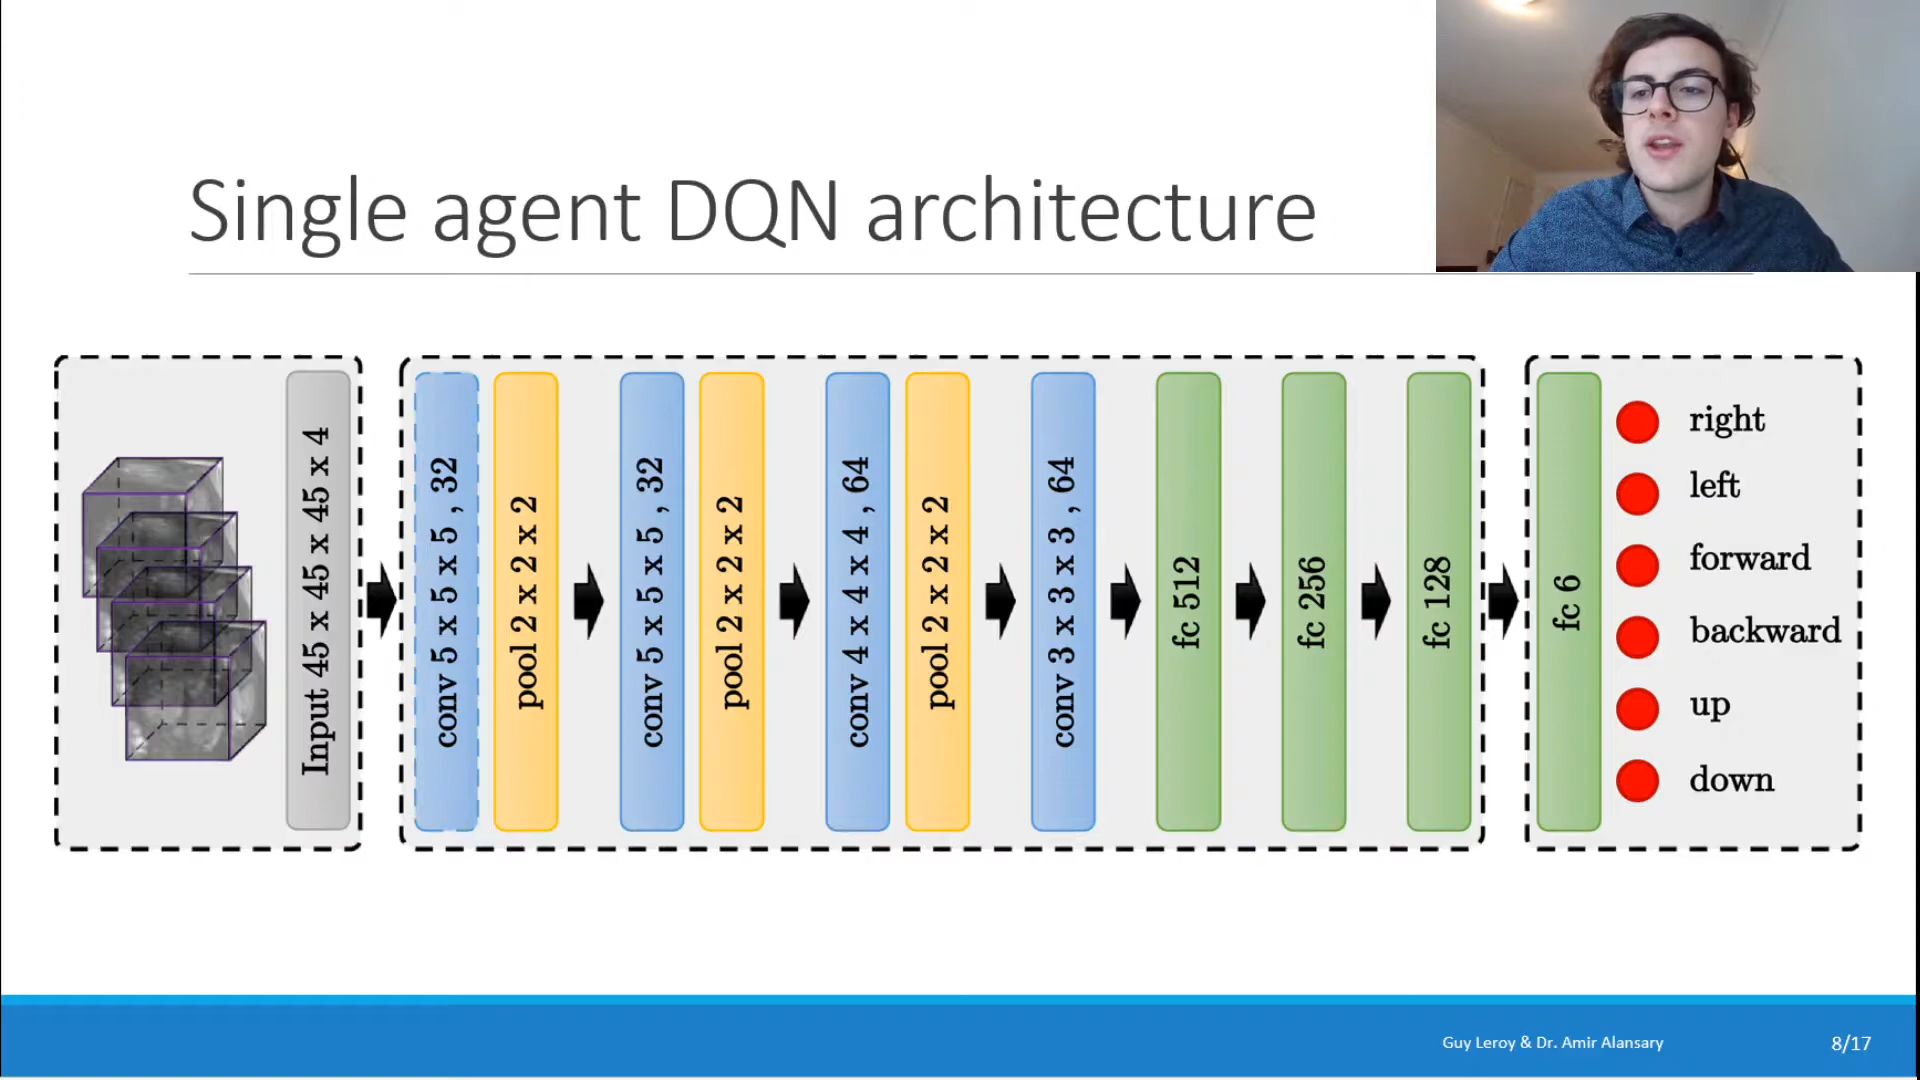 Single agent DQN architecture
Input 45 x 45 x 45 x 4
conv 5 x 5 x 5 , 32
pool 2 x 2 x 2
conv 5 x 5 x 5 , 32
pool 2 x 2 x 2
conv 4 x 4 x 4 , 64
pool 2 x 2 x 2
conv 3 x 3 x 3 , 64
fc 512
fc 256
fc 128
fc 6
right
left
forward
backward
up
down
Guy Leroy & Dr. Amir Alansary
8/17